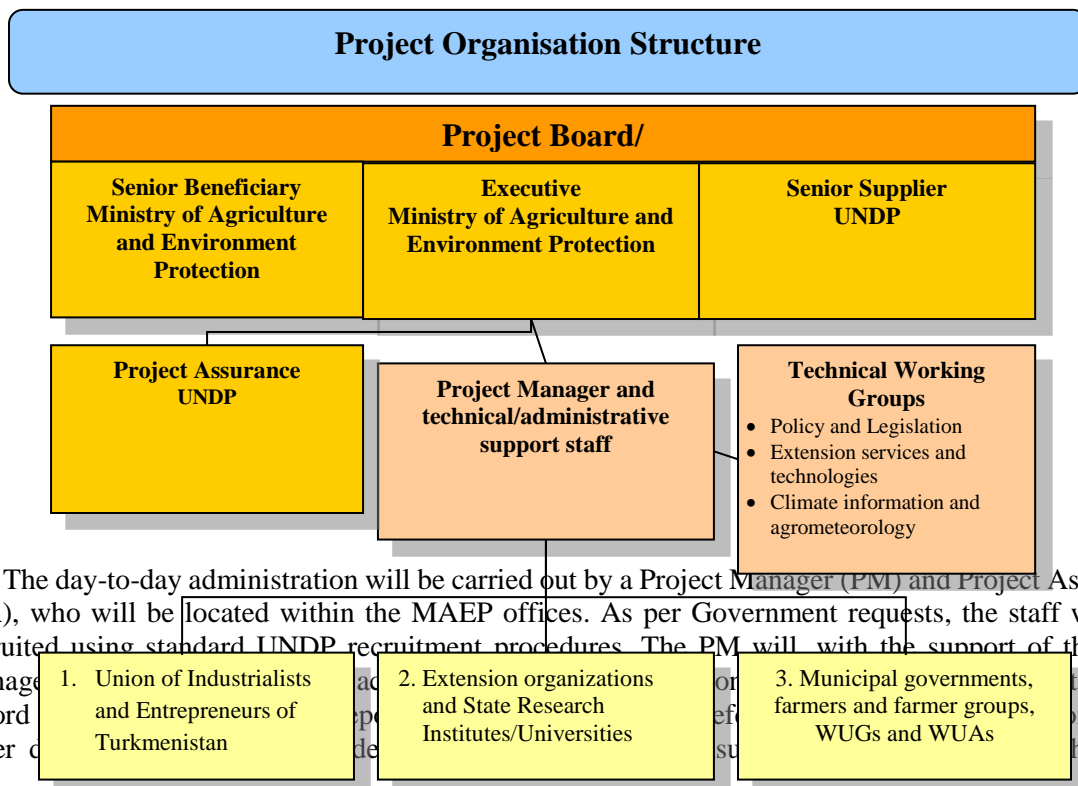 Project Organisation Structure
Project Board/
Senior Beneficiary
Ministry of Agriculture
and Environment
Protection
Executive
Ministry of Agriculture and
Environment Protection
Senior Supplier
UNDP
Project Assurance
UNDP
Project Manager and
technical/administrative
support staff
Technical Working
Groups
• Policy and Legislation
• Extension services and
technologies
• Climate information and
agrometeorology
The day-to-day administration will be carried out by a Project Manager (PM) and Project
who will be located within the MAEP offices. As per Government requests, the staff
using standard UNDP recruitment procedures. The PM will, with the support of
1. Union of Industrialists
and Entrepreneurs of
Turkmenistan
2. Extension organizations
and State Research
Institutes/Universities
3. Municipal governments,
farmers and farmer groups,
WUGs and WUAs